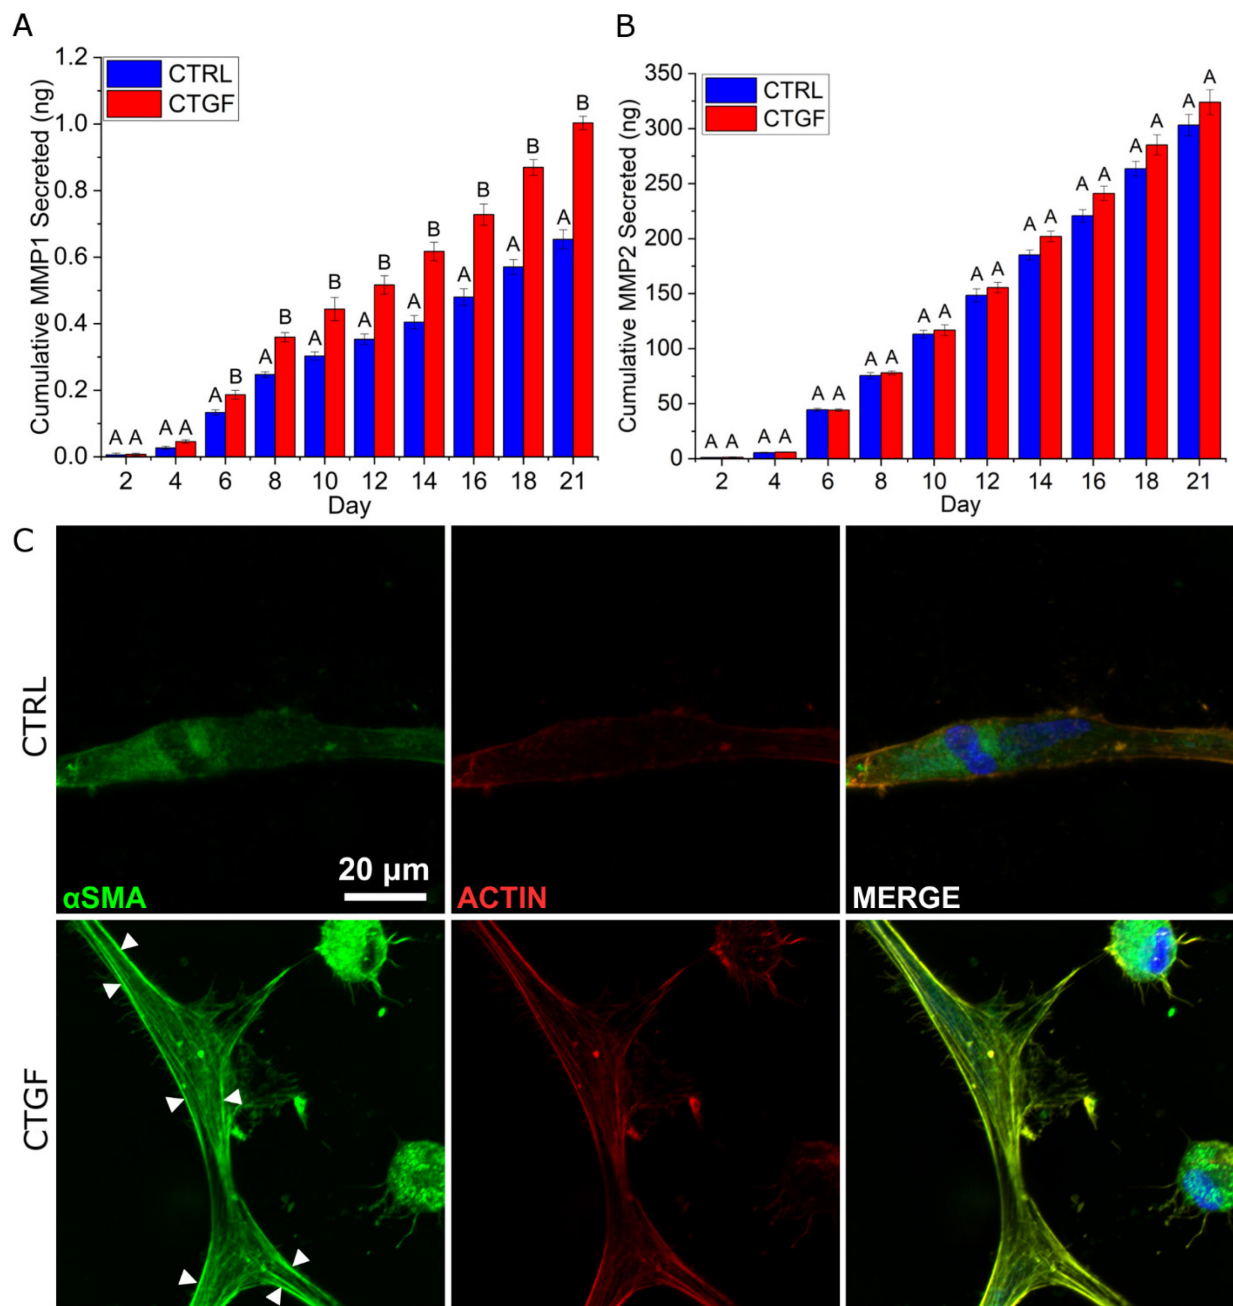 A
Cumulative MMP1 Secreted (ng)
1.2
1.0
0.8
0.6
0.4
0.2
0.0
CTRL
CTGF
A A A A A B A B A B A B A B A B A B A B
2 4 6 8 10 12 14 16 18 21
Day
B
Cumulative MMP2 Secreted (ng)
350
300
250
200
150
100
50
0
CTRL
CTGF
A A A A A A A A A A A A A A A A A A A A
2 4 6 8 10 12 14 16 18 21
Day
C
CTRL
20 µm
αSMA
ACTIN
MERGE
CTGF